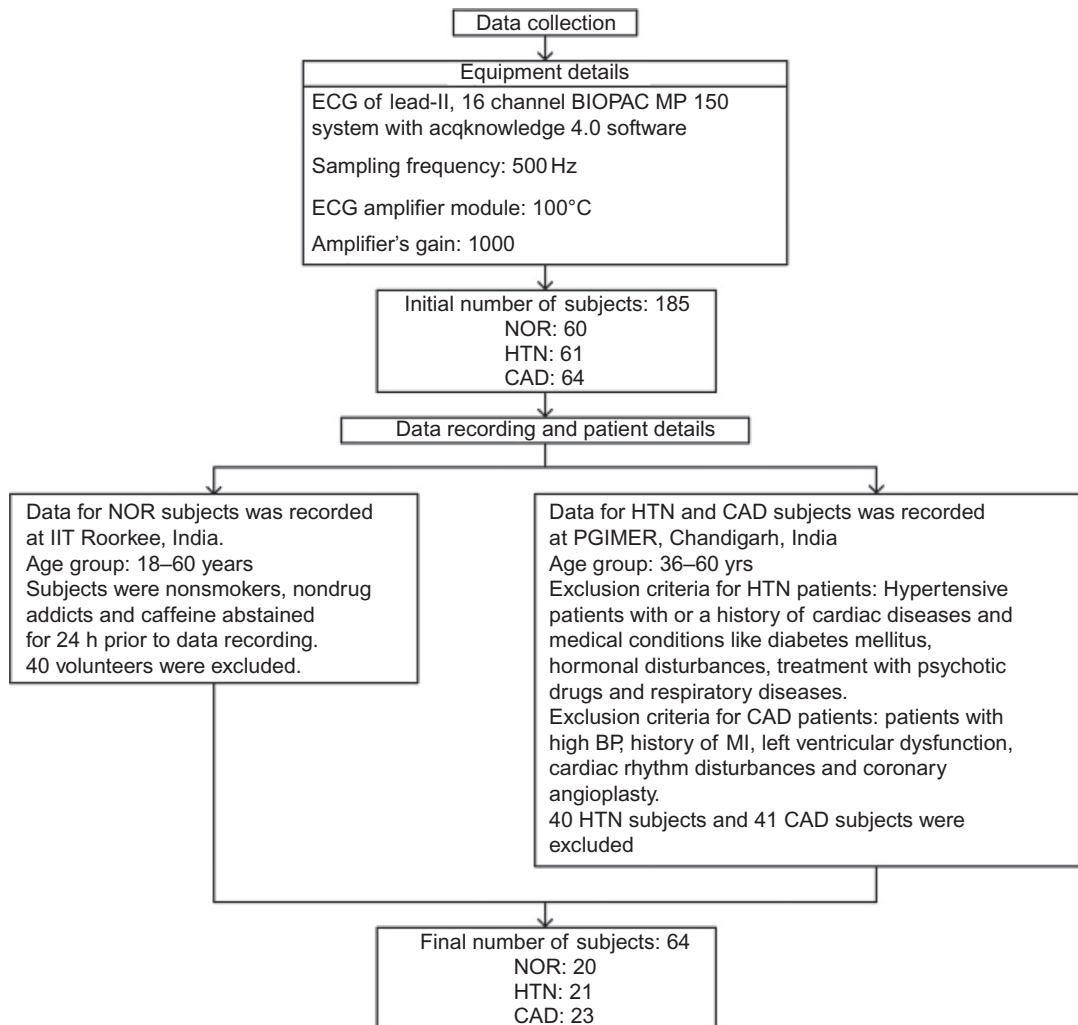 Data collection
Equipment details
ECG of lead-II, 16 channel BIOPAC MP 150
system with acqknowledge 4.0 software
Sampling frequency: 500 Hz
ECG amplifier module: 100°C
Amplifier's gain: 1000
Initial number of subjects: 185
NOR: 60
HTN: 61
CAD: 64
Data recording and patient details
Data for NOR subjects was recorded
at IIT Roorkee, India.
Age group: 18–60 years
Subjects were nonsmokers, nondrug
addicts and caffeine abstained
for 24 h prior to data recording.
40 volunteers were excluded.
Data for HTN and CAD subjects was recorded
at PGIMER, Chandigarh, India
Age group: 36–60 yrs
Exclusion criteria for HTN patients: Hypertensive
patients with or a history of cardiac diseases and
medical conditions like diabetes mellitus,
hormonal disturbances, treatment with psychotic
drugs and respiratory diseases.
Exclusion criteria for CAD patients: patients with
high BP, history of MI, left ventricular dysfunction,
cardiac rhythm disturbances and coronary
angioplasty.
40 HTN subjects and 41 CAD subjects were
excluded
Final number of subjects: 64
NOR: 20
HTN: 21
CAD: 23